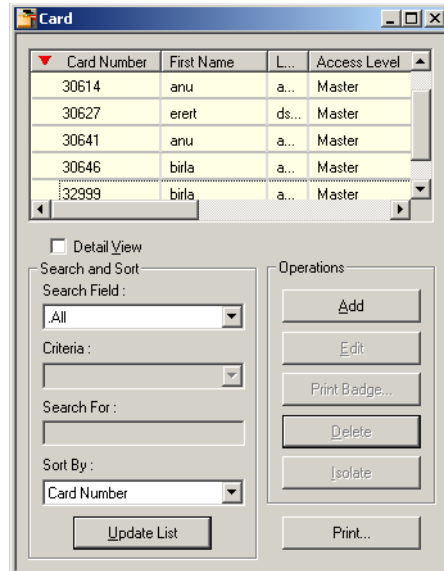 Card
Card Number First Name L... Access Level
30614 anu a... Master
30627 erert ds... Master
30641 anu a... Master
30646 birla a... Master
32999 birla a... Master
Detail View
Search and Sort
Search Field :
.All
Criteria :
Search For :
Sort By :
Card Number
Update List
Operations
Add
Edit
Print Badge...
Delete
Isolate
Print...